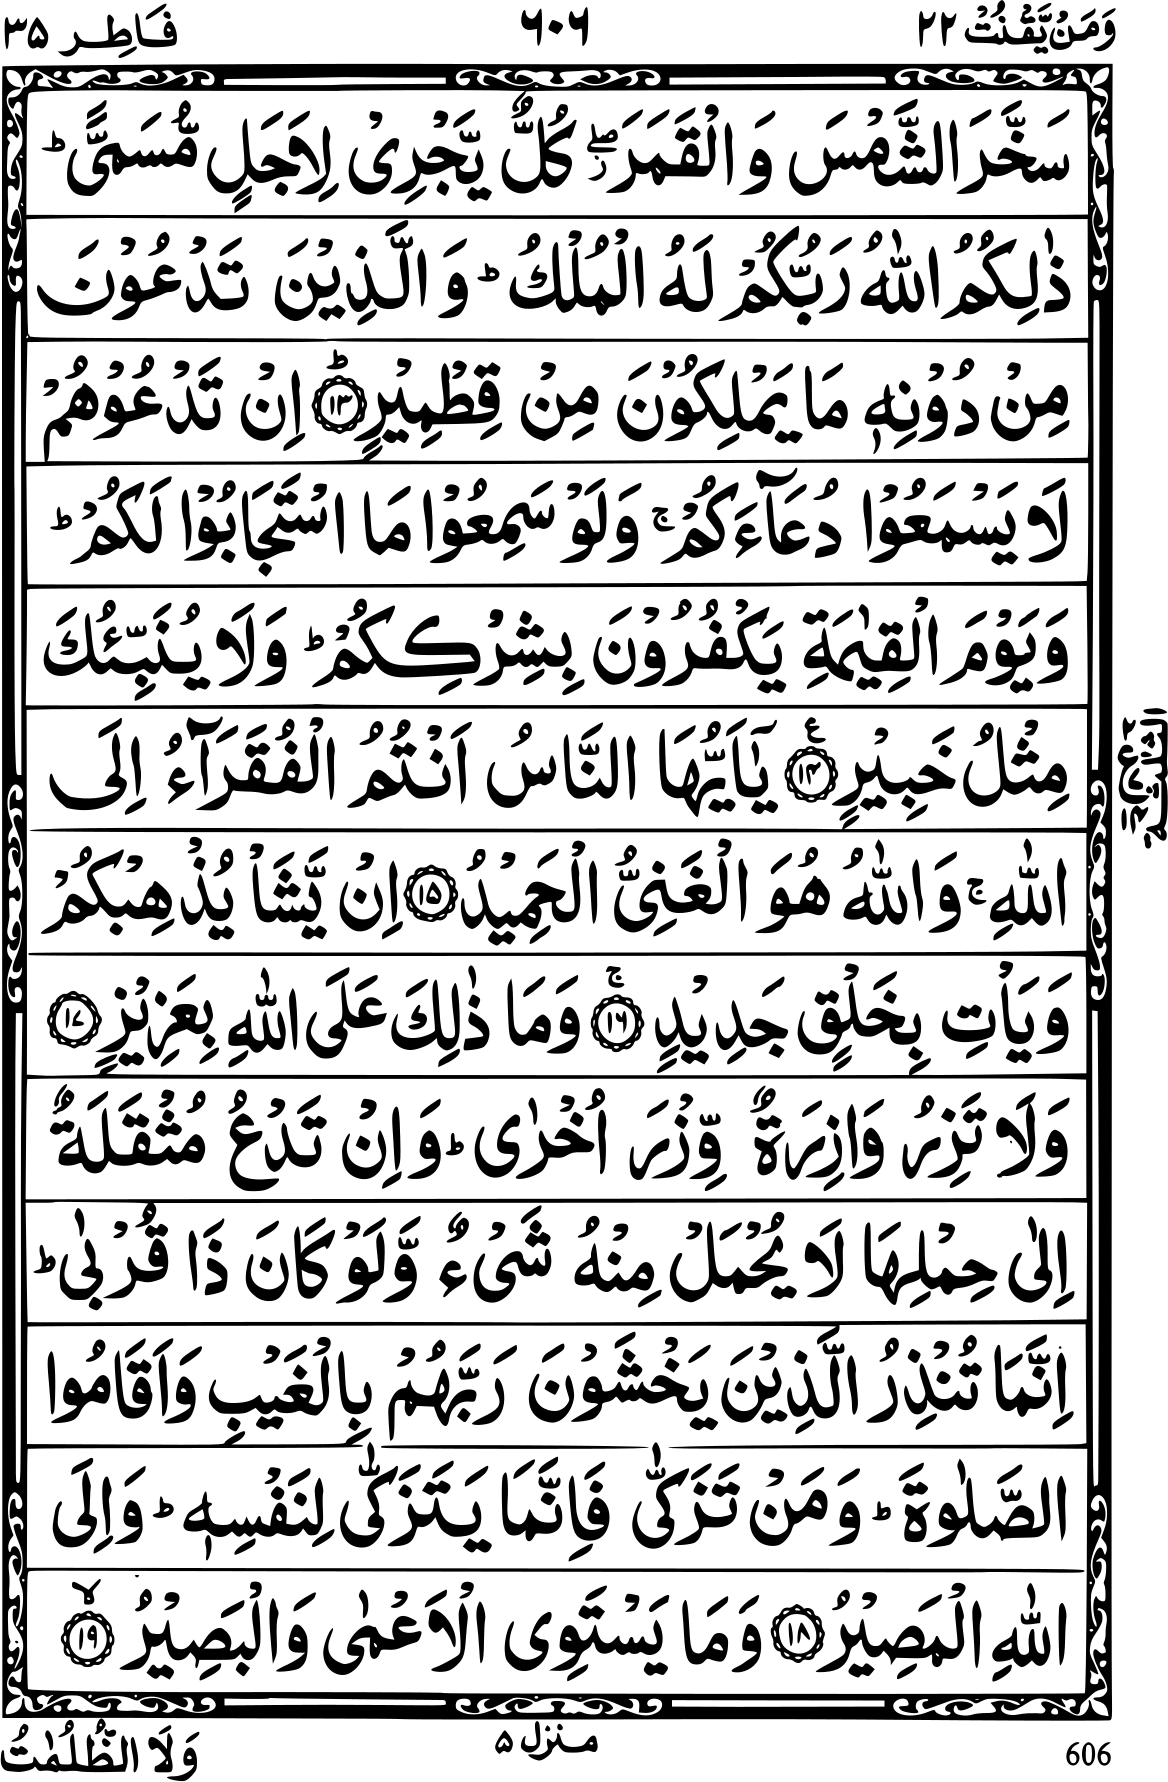 وَمَنْ يَّقْنُتْ ٢٢ ٦٠٦ فَاطِر ٣٥
سَخَّرَ الشَّمْسَ وَالْقَمَرَ ۖز كُلٌّ يَّجْرِىْ لِاَجَلٍ مُّسَمًّى ؕ
ذٰلِكُمُ اللّٰهُ رَبُّكُمْ لَهُ الْمُلْكُ ؕ وَالَّذِيْنَ تَدْعُوْنَ
مِنْ دُوْنِهٖ مَا يَمْلِكُوْنَ مِنْ قِطْمِيْرٍ ؕ﴿١٣﴾ اِنْ تَدْعُوْهُمْ
لَا يَسْمَعُوْا دُعَآءَكُمْ ۚ وَلَوْ سَمِعُوْا مَا اسْتَجَابُوْا لَكُمْ ؕ
وَيَوْمَ الْقِيٰمَةِ يَكْفُرُوْنَ بِشِرْكِكُمْ ؕ وَلَا يُنَبِّئُكَ
مِثْلُ خَبِيْرٍ ﴿١٤﴾ ع يٰۤاَيُّهَا النَّاسُ اَنْتُمُ الْفُقَرَآءُ اِلَى
اللّٰهِ ۚ وَاللّٰهُ هُوَ الْغَنِىُّ الْحَمِيْدُ ﴿١٥﴾ اِنْ يَّشَاْ يُذْهِبْكُمْ
وَيَاْتِ بِخَلْقٍ جَدِيْدٍ ۚ﴿١٦﴾ وَمَا ذٰلِكَ عَلَى اللّٰهِ بِعَزِيْزٍ ﴿١٧﴾
وَلَا تَزِرُ وَازِرَةٌ وِّزْرَ اُخْرٰى ؕ وَاِنْ تَدْعُ مُثْقَلَةٌ
اِلٰى حِمْلِهَا لَا يُحْمَلْ مِنْهُ شَىْءٌ وَّلَوْ كَانَ ذَا قُرْبٰى ؕ
اِنَّمَا تُنْذِرُ الَّذِيْنَ يَخْشَوْنَ رَبَّهُمْ بِالْغَيْبِ وَاَقَامُوا
الصَّلٰوةَ ؕ وَمَنْ تَزَكّٰى فَاِنَّمَا يَتَزَكّٰى لِنَفْسِهٖ ؕ وَاِلَى
اللّٰهِ الْمَصِيْرُ ﴿١٨﴾ وَمَا يَسْتَوِى الْاَعْمٰى وَالْبَصِيْرُ ۙ﴿١٩﴾
وَلَا الظُّلُمٰتُ منزل ٥ 606